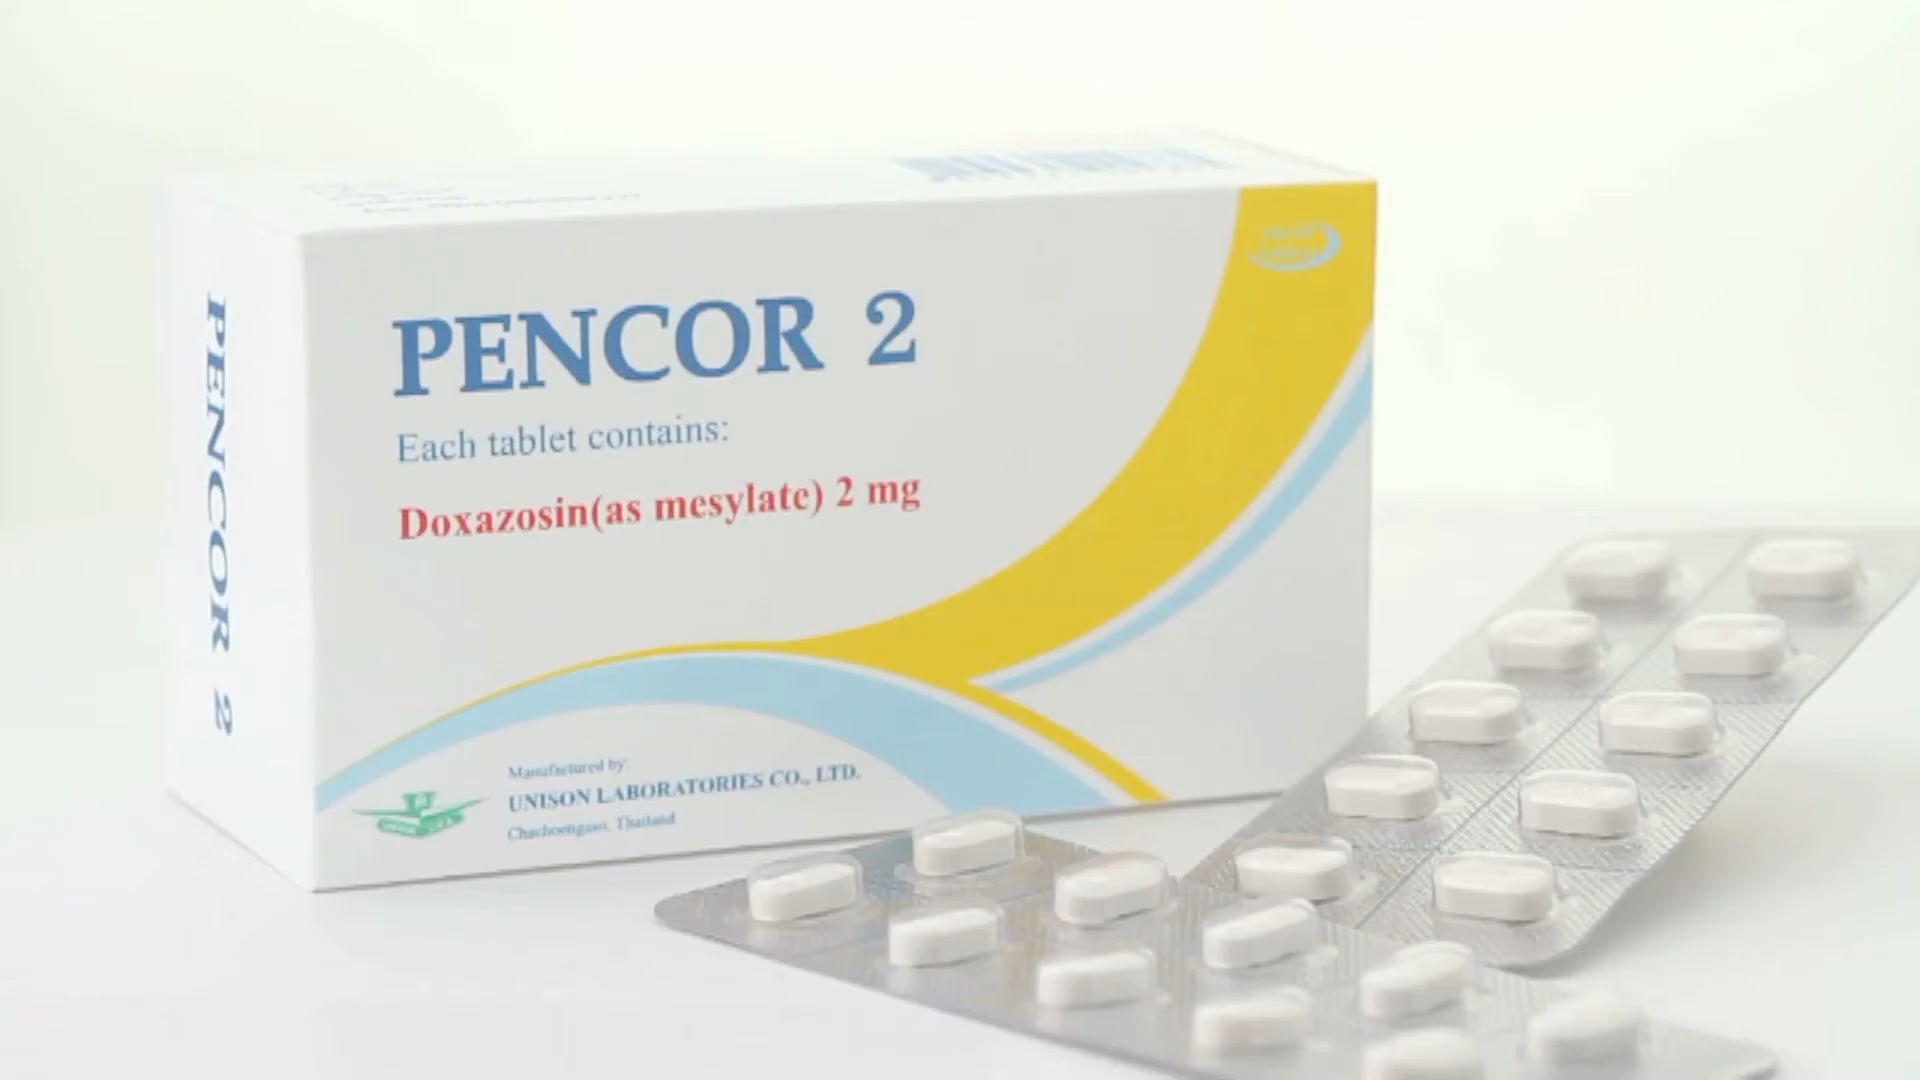 PENCOR 2
PENCOR 2
Each tablet contains:
Doxazosin(as mesylate) 2 mg
Manufactured by:
UNISON LABORATORIES CO., LTD.
Chachoengsao, Thailand